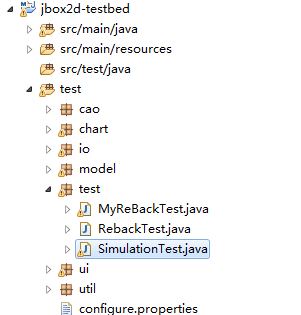 jbox2d-testbed
src/main/java
src/main/resources
src/test/java
test
cao
chart
io
model
test
MyReBackTest.java
RebackTest.java
SimulationTest.java
ui
util
configure.properties